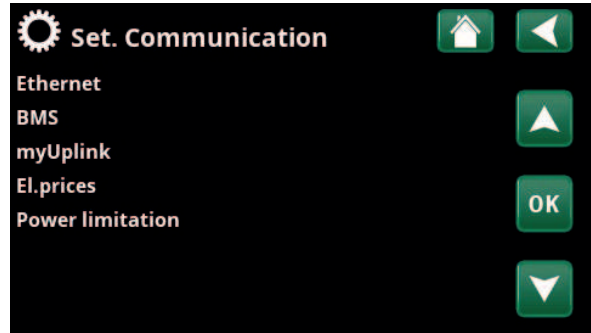 Set. Communication
Ethernet
BMS
myUplink
El.prices
OK
Power limitation